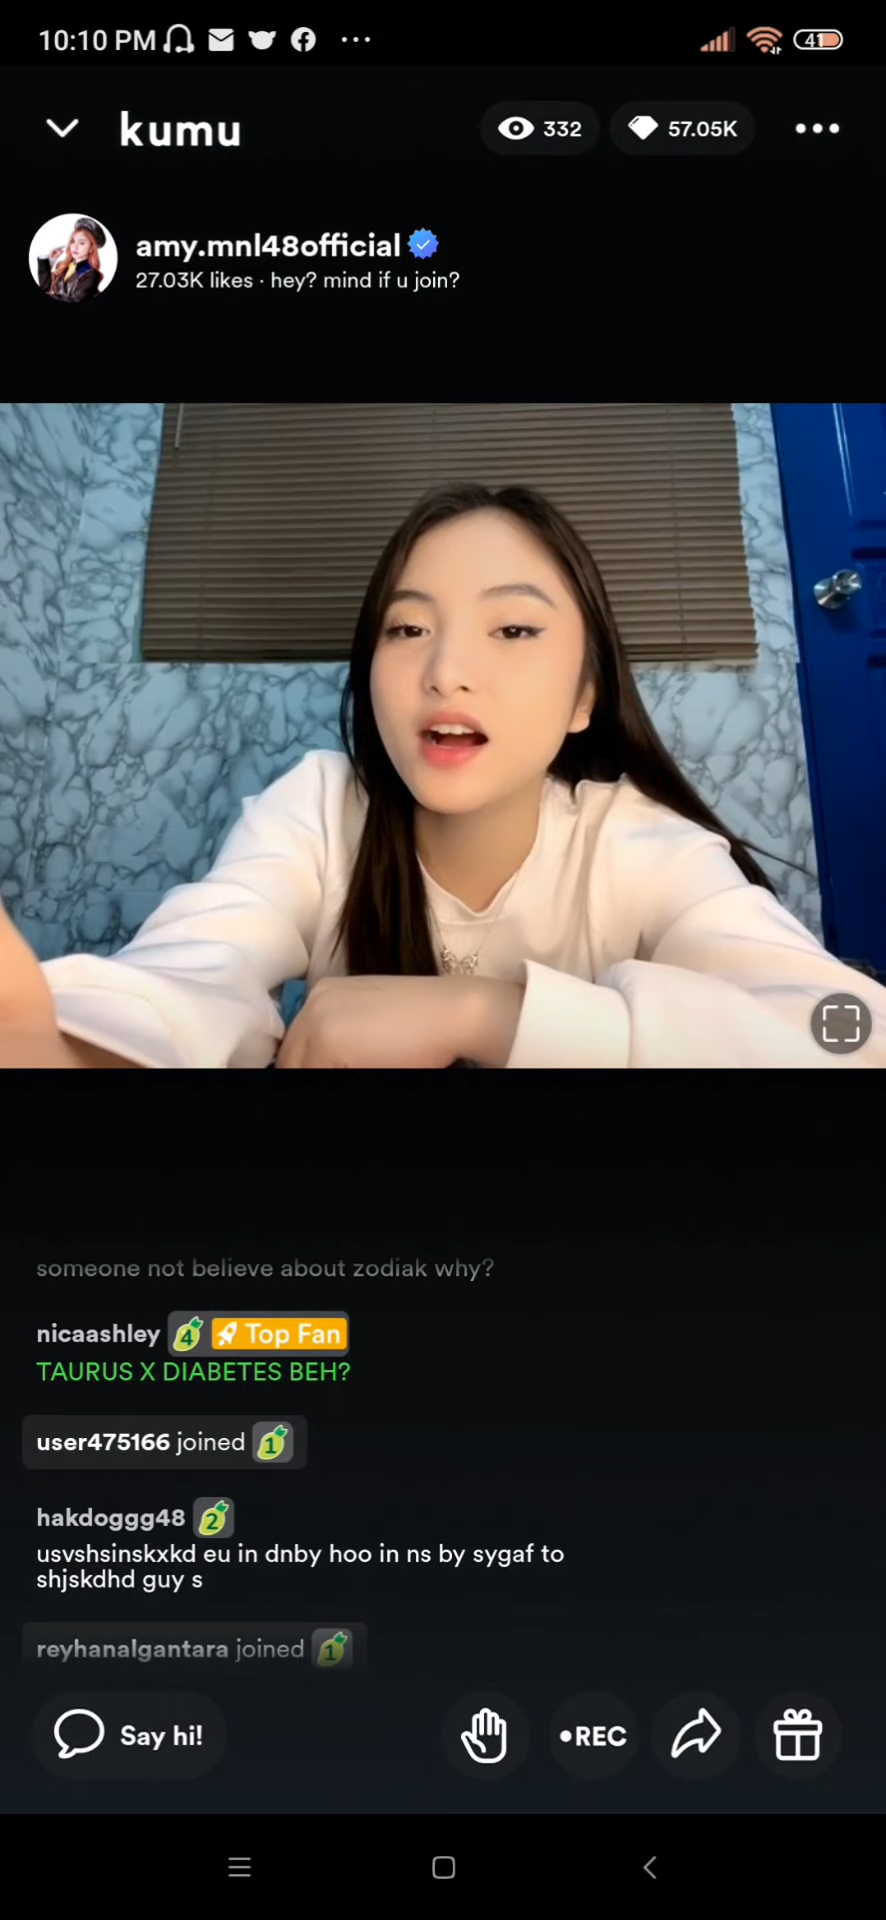 10:10 PM
41
kumu
332
57.05K
amy.mnl48official
27.03K likes · hey? mind if u join?
someone not believe about zodiak why?
nicaashley 4 Top Fan
TAURUS X DIABETES BEH?
user475166 joined 1
hakdoggg48 2
usvshsinskxkd eu in dnby hoo in ns by sygaf to
shjskdhd guy s
reyhanalgantara joined 1
Say hi!
•REC